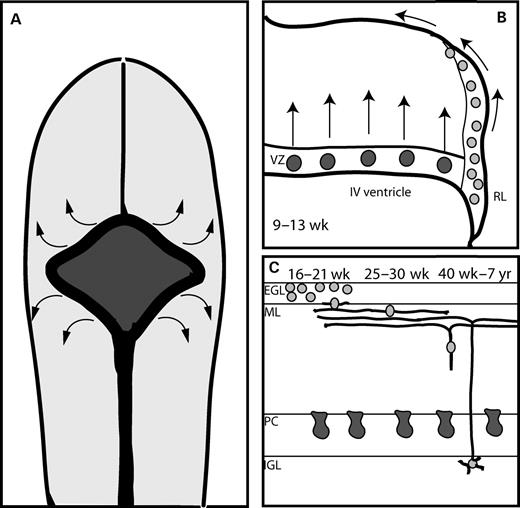 A
B
VZ
IV ventricle
RL
9–13 wk
C
16–21 wk 25–30 wk 40 wk–7 yr
EGL
ML
PC
IGL